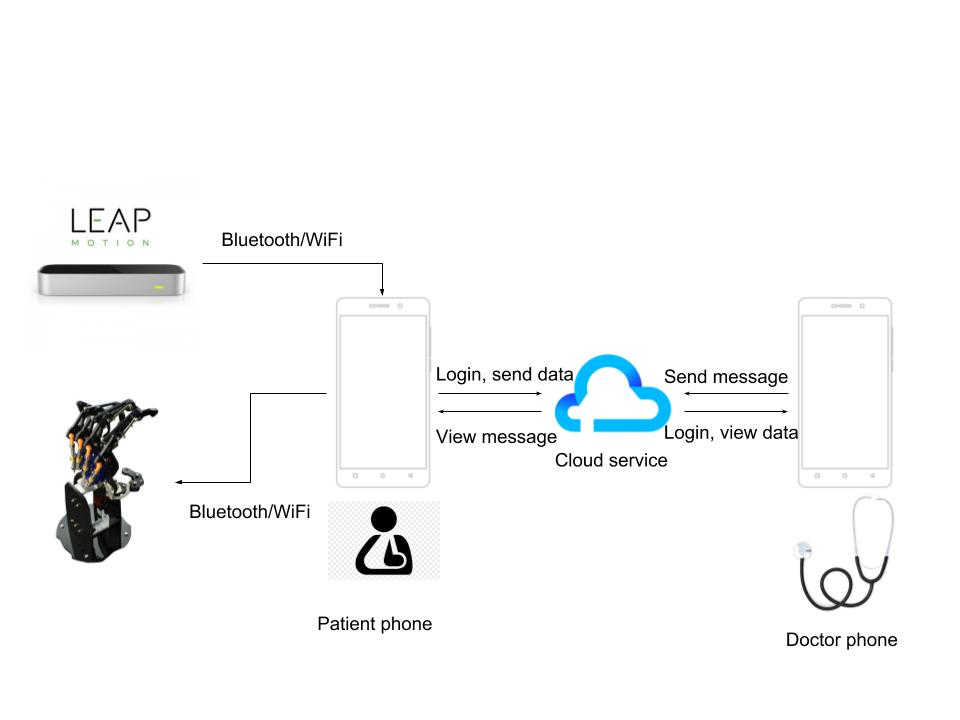 LEAP
MOTION
Bluetooth/WiFi
Login, send data
Send message
View message
Login, view data
Cloud service
Bluetooth/WiFi
Patient phone
Doctor phone